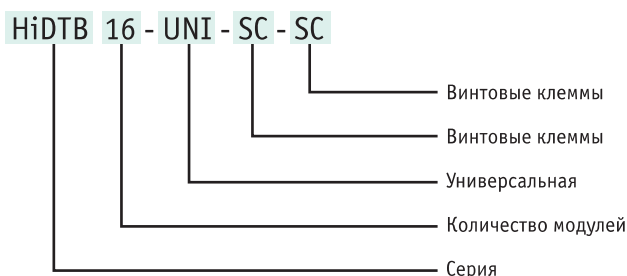 HiDTB 16 - UNI - SC - SC
Винтовые клеммы
Винтовые клеммы
Универсальная
Количество модулей
Серия